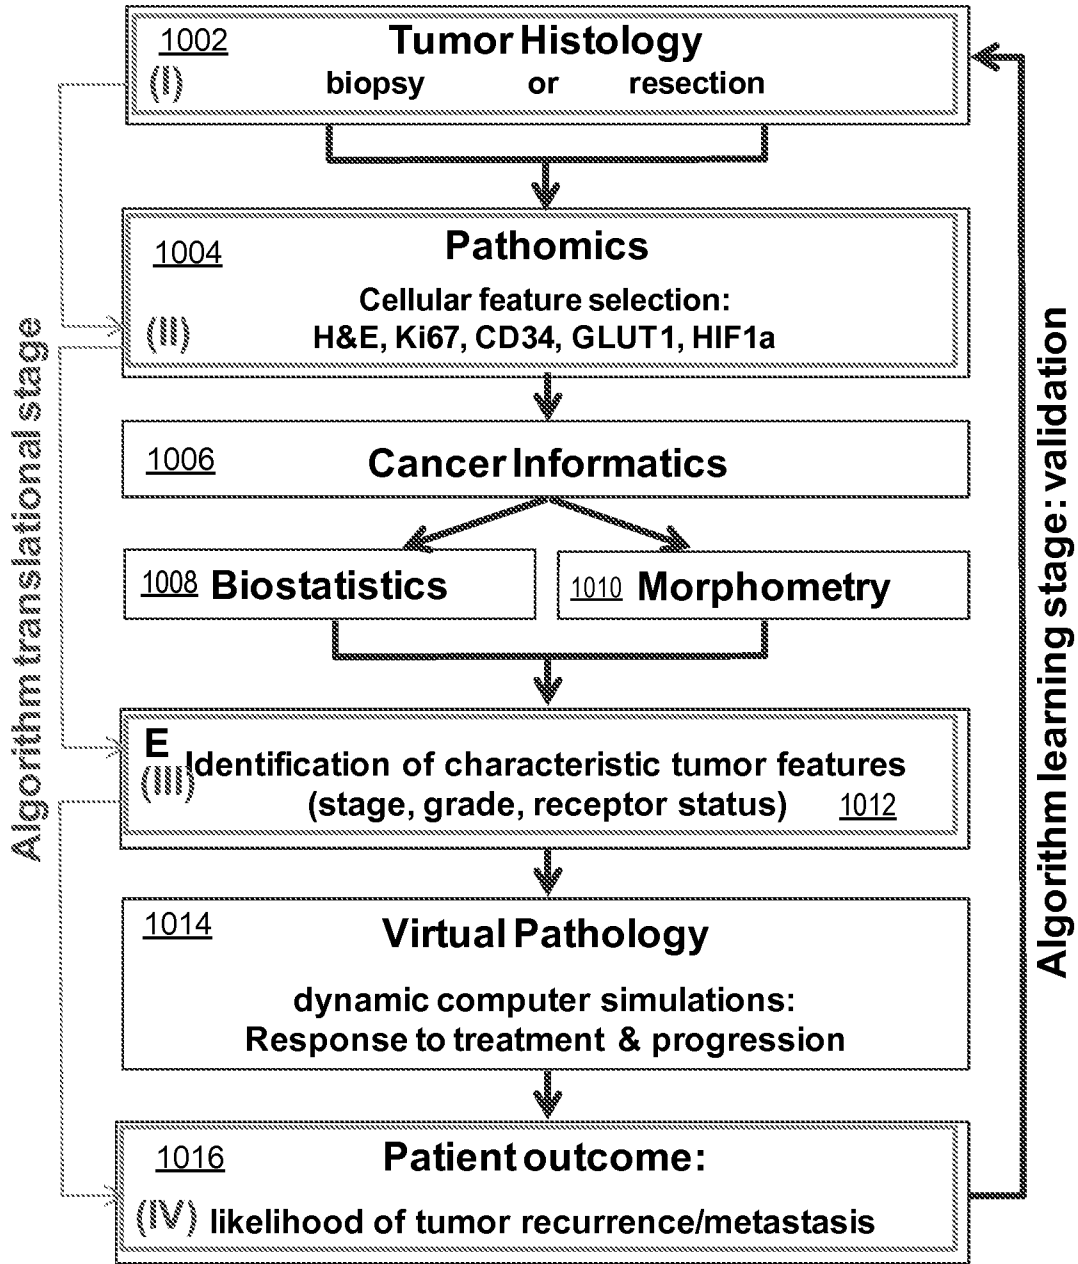 1002
Tumor Histology
(I)
biopsy or resection
1004
Pathomics
Cellular feature selection:
(II)
H&E, Ki67, CD34, GLUT1, HIF1a
1006
Cancer Informatics
1008
Biostatistics
1010
Morphometry
E
(III)
Identification of characteristic tumor features
(stage, grade, receptor status)
1012
1014
Virtual Pathology
dynamic computer simulations:
Response to treatment & progression
1016
Patient outcome:
(IV)
likelihood of tumor recurrence/metastasis
Algorithm translational stage
Algorithm learning stage: validation